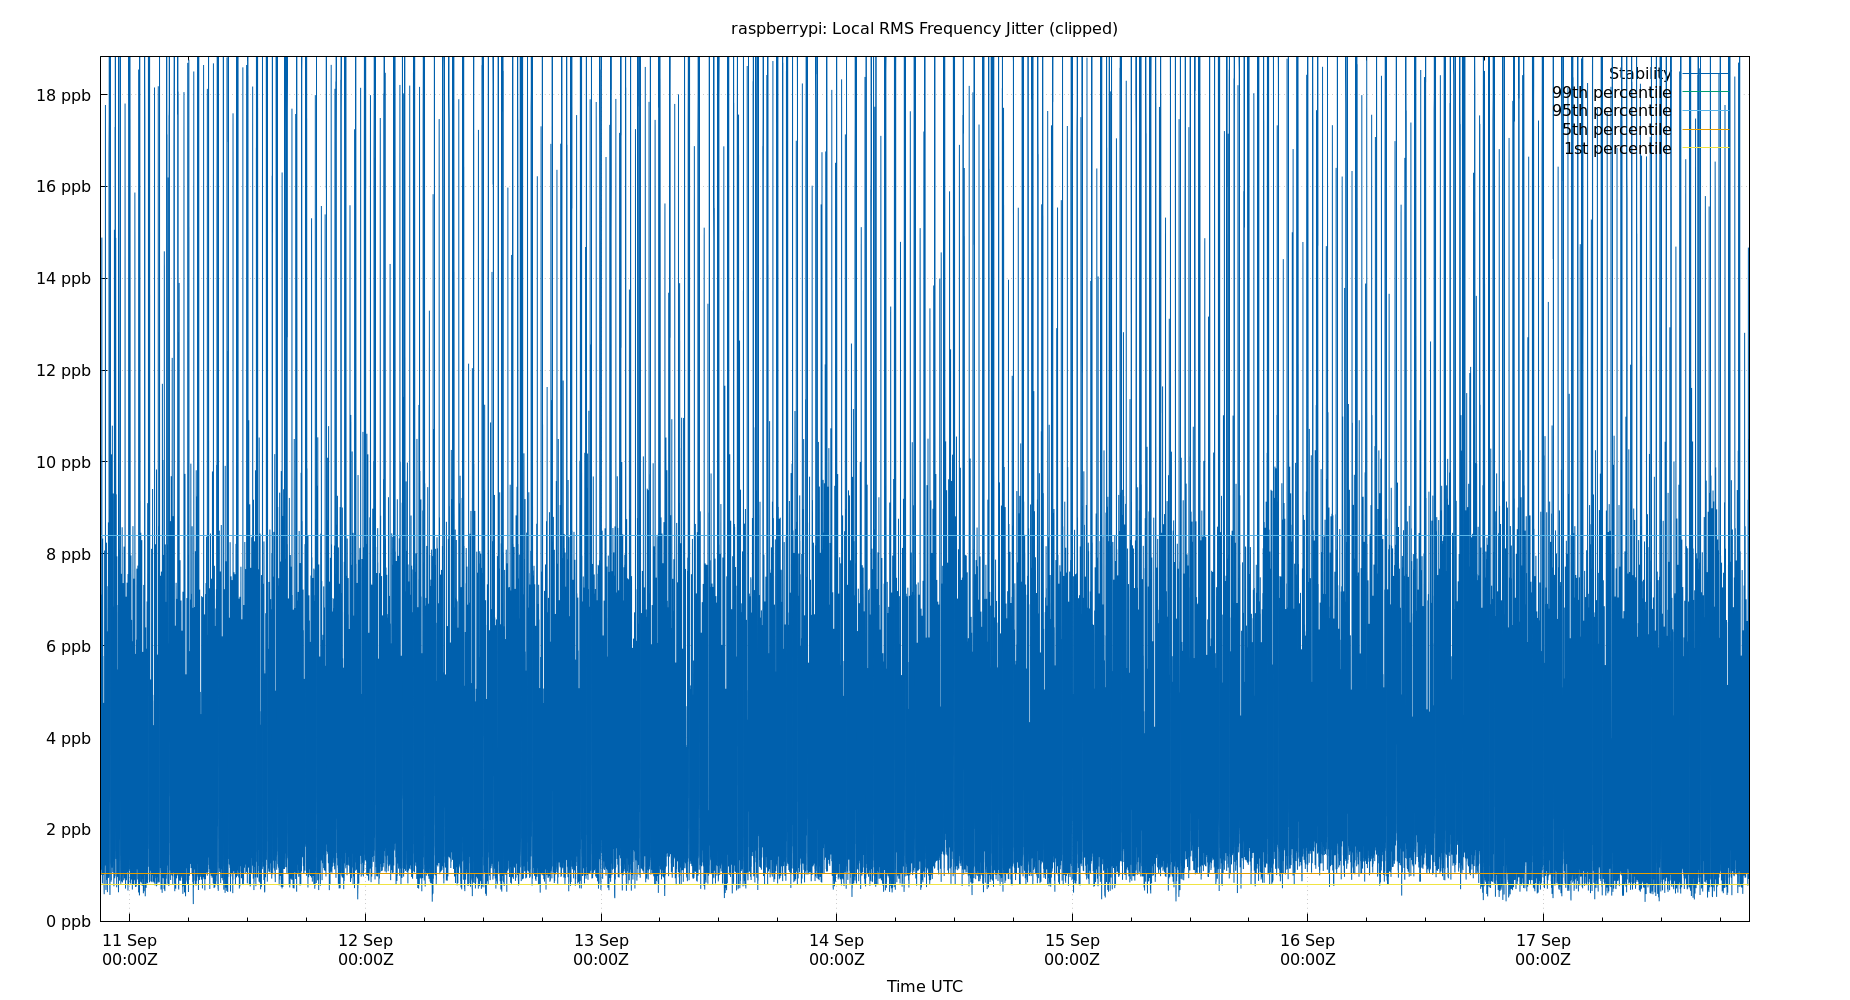 raspberrypi: Local RMS Frequency Jitter (clipped)
Stability
99th percentile
95th percentile
5th percentile
1st percentile
18 ppb
16 ppb
14 ppb
12 ppb
10 ppb
8 ppb
6 ppb
4 ppb
2 ppb
0 ppb
11 Sep 12 Sep 13 Sep 14 Sep 15 Sep 16 Sep 17 Sep
00:00Z 00:00Z 00:00Z 00:00Z 00:00Z 00:00Z 00:00Z
Time UTC